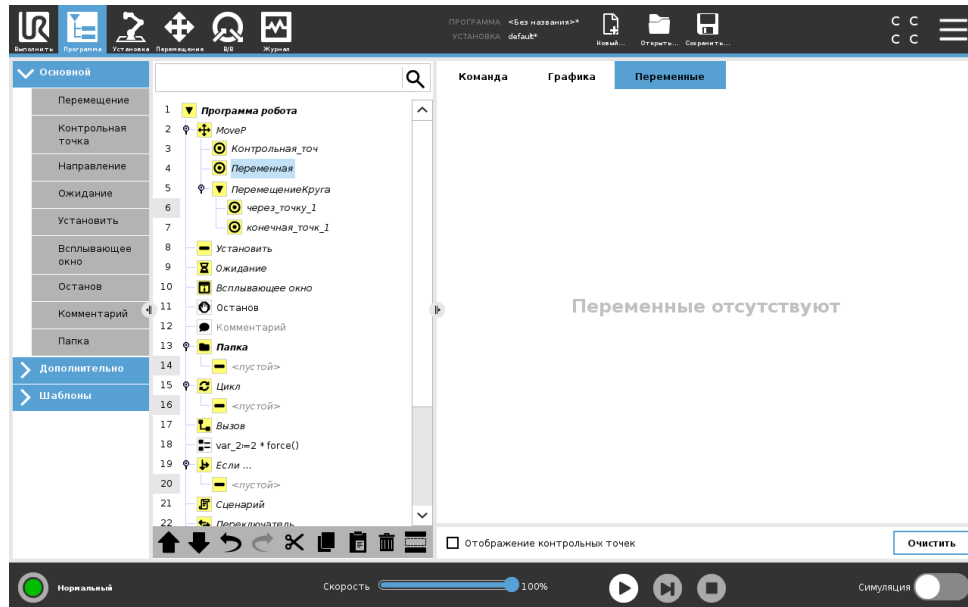 UR
ПРОГРАММА <Без названия>*
УСТАНОВКА default*
C C
C C
Выполнить Программа Установка Перемещение В/В Журнал Новый... Открыть... Сохранить...
Основной
Перемещение
Контрольная
точка
Направление
Ожидание
Установить
Всплывающее
окно
Останов
Комментарий
Папка
Дополнительно
Шаблоны
1 Программа робота
2 MoveP
3 Контрольная_точ
4 Переменная
5 ПеремещениеКруга
6 через_точку_1
7 конечная_точк_1
8 Установить
9 Ожидание
10 Всплывающее окно
11 Останов
12 Комментарий
13 Папка
14 <пустой>
15 Цикл
16 <пустой>
17 Вызов
18 var_2≔2 * force()
19 Если ...
20 <пустой>
21 Сценарий
22 Переключатель
Команда Графика Переменные
Переменные отсутствуют
Отображение контрольных точек Очистить
Нормальный Скорость 100% Симуляция